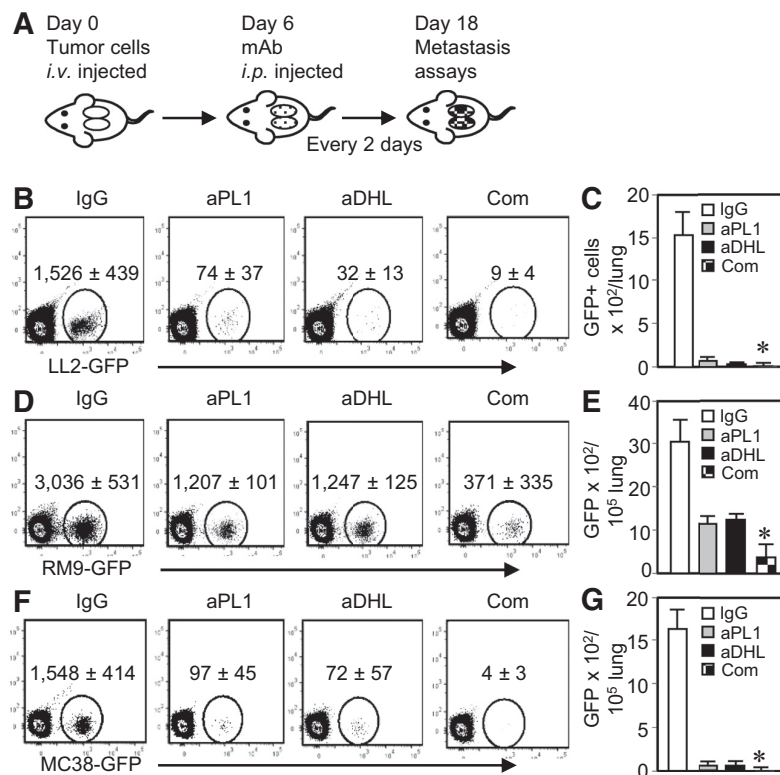 A
Day 0
Tumor cells
i.v. injected
Day 6
mAb
i.p. injected
Day 18
Metastasis
assays
Every 2 days
B
IgG
aPL1
aDHL
Com
1,526 ± 439
74 ± 37
32 ± 13
9 ± 4
LL2-GFP
C
GFP+ cells
x 10²/lung
20
15
10
5
0
IgG
aPL1
aDHL
Com
*
D
IgG
aPL1
aDHL
Com
3,036 ± 531
1,207 ± 101
1,247 ± 125
371 ± 335
RM9-GFP
E
GFP x 10²/
10⁵ lung
40
30
20
10
0
IgG
aPL1
aDHL
Com
*
F
IgG
aPL1
aDHL
Com
1,548 ± 414
97 ± 45
72 ± 57
4 ± 3
MC38-GFP
G
GFP x 10²/
10⁵ lung
20
15
10
5
0
IgG
aPL1
aDHL
Com
*